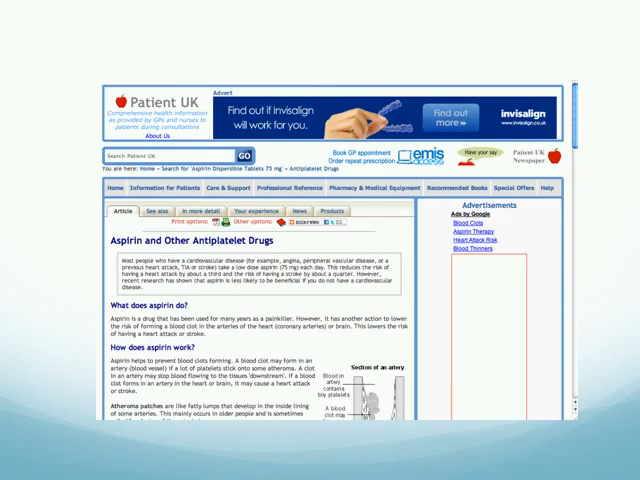 Advert
Patient UK
Comprehensive health information
as provided by GPs and nurses to
patients during consultations
About Us
Find out if Invisalign
will work for you.
Find out
more »
invisalign
www.invisalign.co.uk
Search Patient UK
GO
Book GP appointment
Order repeat prescription
emis
access
Have your say
Patient UK
Newspaper
You are here: Home » Search for 'Aspirin Dispersible Tablets 75 mg' » Antiplatelet Drugs
Home
Information for Patients
Care & Support
Professional Reference
Pharmacy & Medical Equipment
Recommended Books
Special Offers
Help
Article
See also
In more detail
Your experience
News
Products
Print options:
Other options:
BOOKMARK
Aspirin and Other Antiplatelet Drugs
Most people who have a cardiovascular disease (for example, angina, peripheral vascular disease, or a
previous heart attack, TIA or stroke) take a low dose aspirin (75 mg) each day. This reduces the risk of
having a heart attack by about a third and the risk of having a stroke by about a quarter. However,
recent research has shown that aspirin is less likely to be beneficial if you do not have a cardiovascular
disease.
What does aspirin do?
Aspirin is a drug that has been used for many years as a painkiller. However, it has another action to lower
the risk of forming a blood clot in the arteries of the heart (coronary arteries) or brain. This lowers the risk
of having a heart attack or stroke.
How does aspirin work?
Aspirin helps to prevent blood clots forming. A blood clot may form in an
artery (blood vessel) if a lot of platelets stick onto some atheroma. A clot
in an artery may stop blood flowing to the tissues 'downstream'. If a blood
clot forms in an artery in the heart or brain, it may cause a heart attack
or stroke.
Atheroma patches are like fatty lumps that develop in the inside lining
of some arteries. This mainly occurs in older people and is sometimes
Section of an artery
Blood in
artery
contains
tiny platelets
A blood
clot may
Advertisements
Ads by Google
Blood Clots
Aspirin Therapy
Heart Attack Risk
Blood Thinners